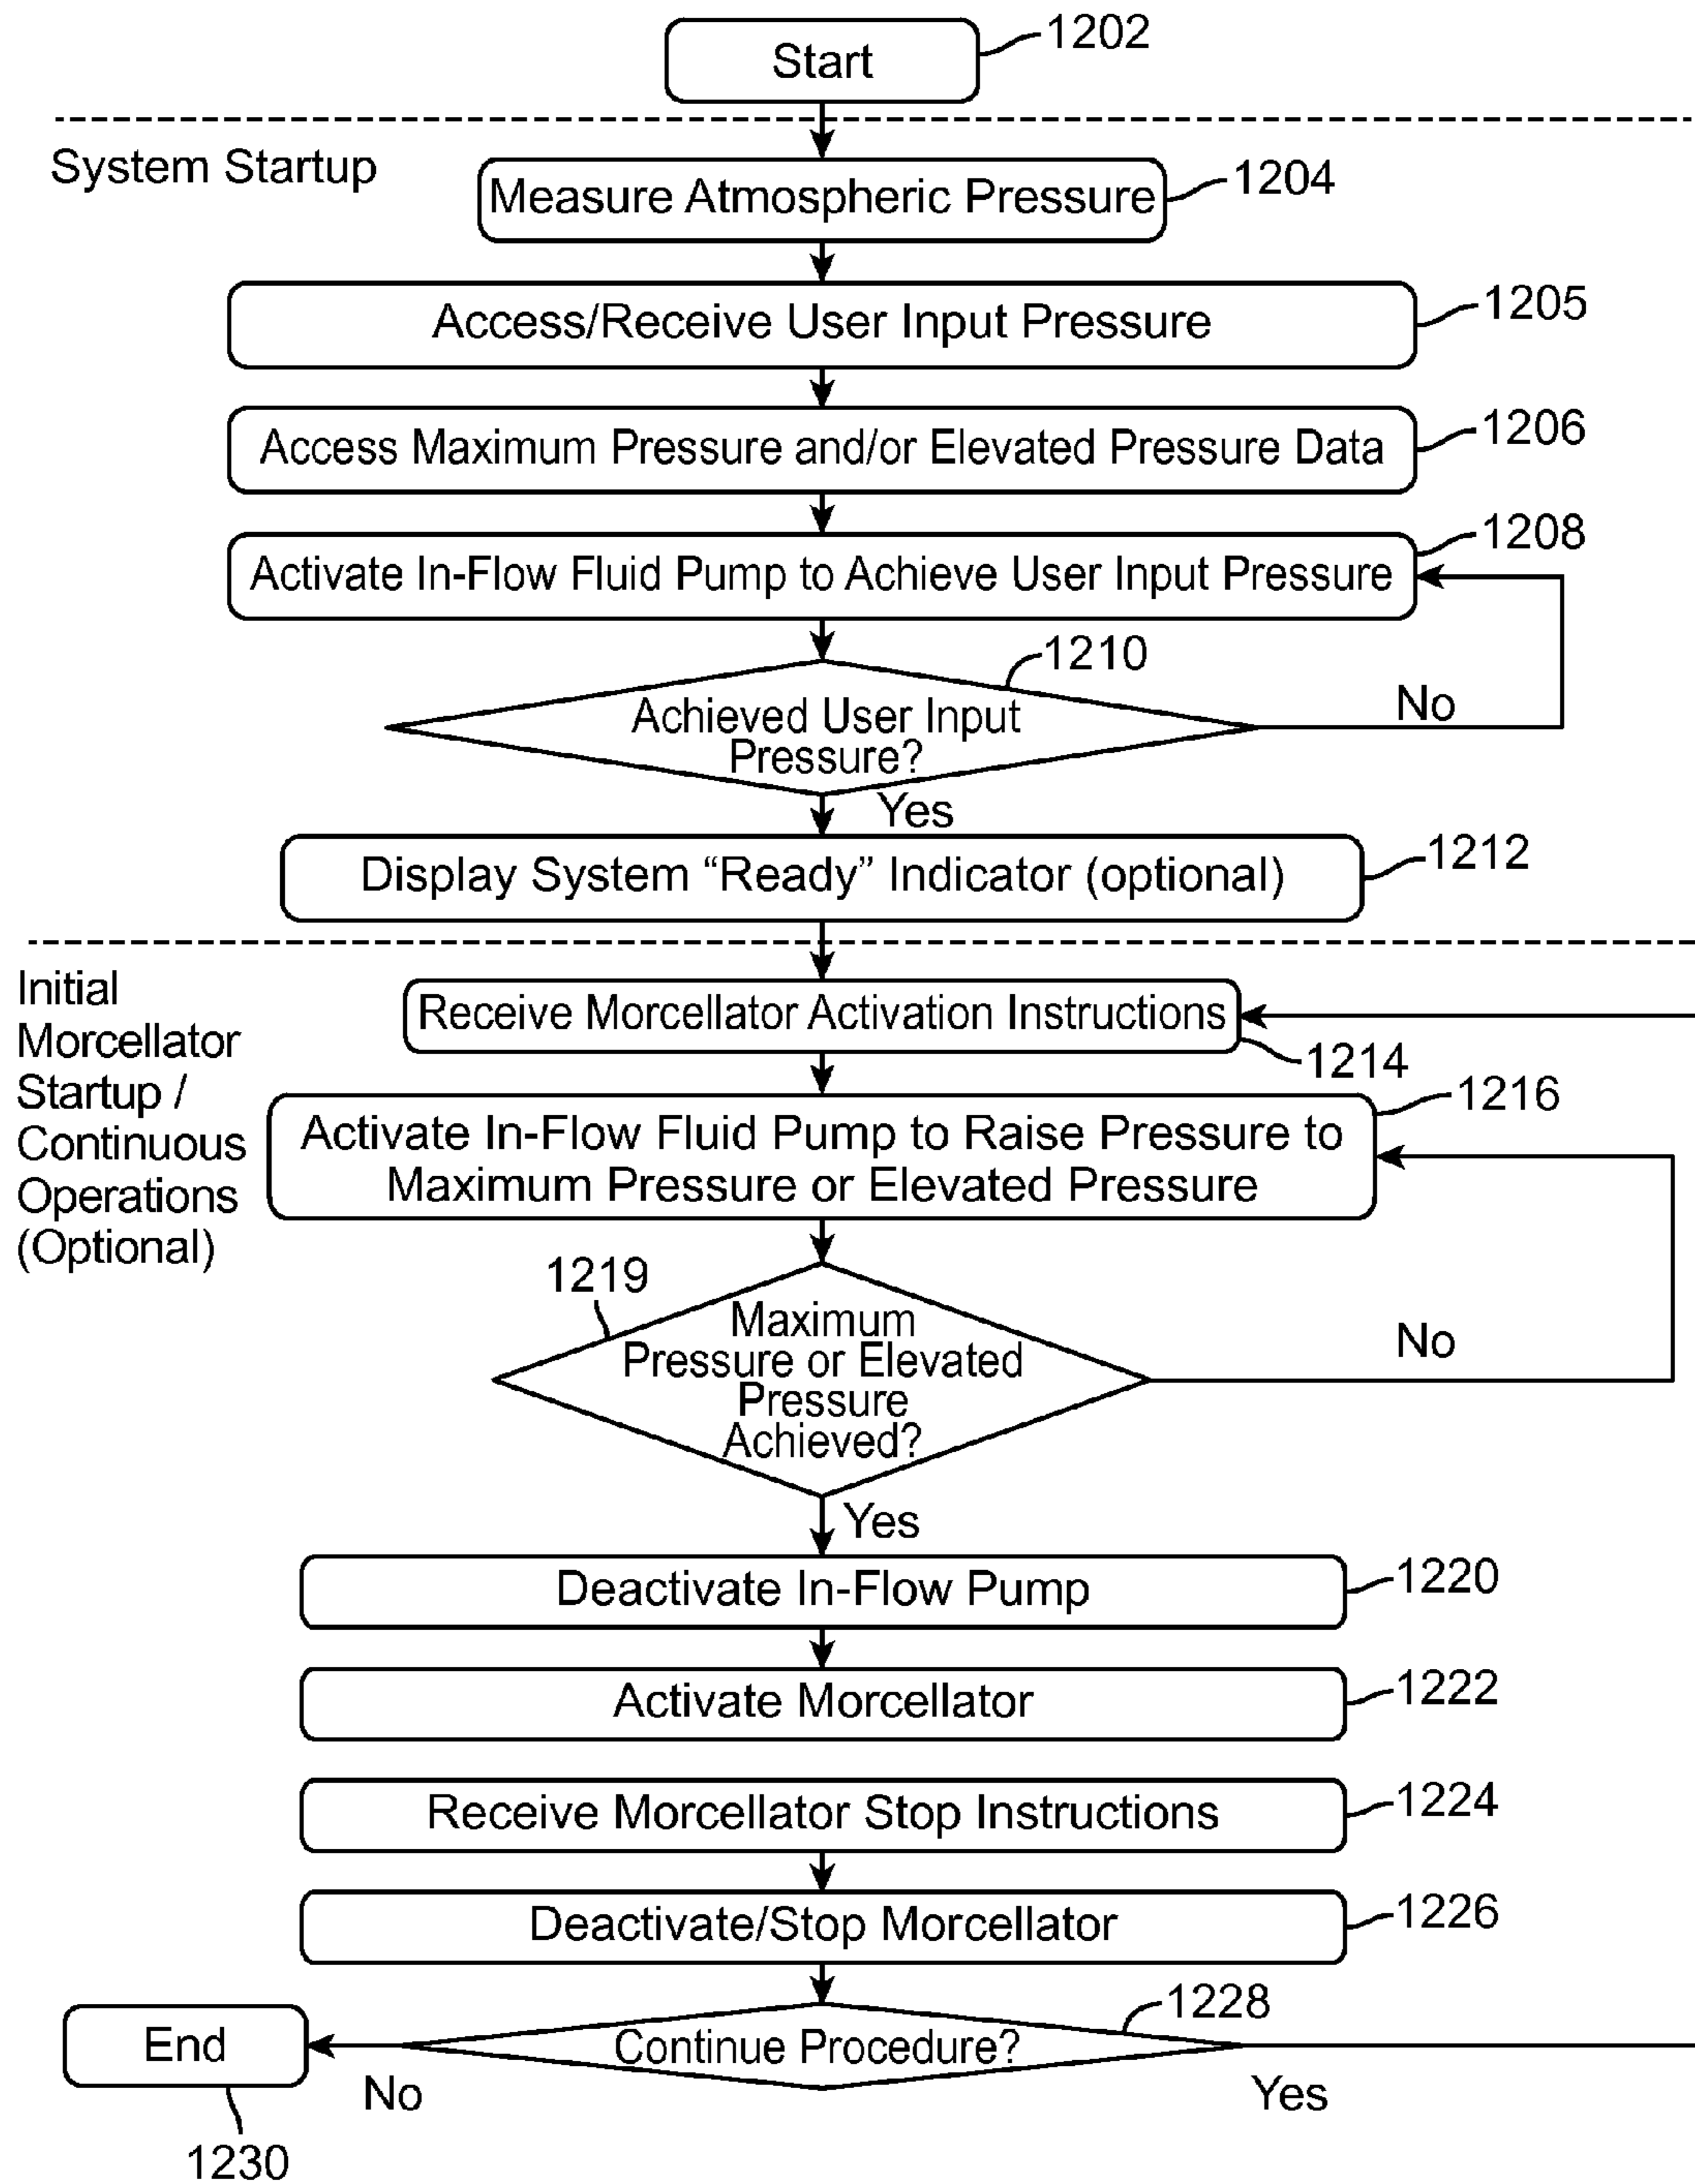 Start
1202
System Startup
Measure Atmospheric Pressure
1204
Access/Receive User Input Pressure
1205
Access Maximum Pressure and/or Elevated Pressure Data
1206
Activate In-Flow Fluid Pump to Achieve User Input Pressure
1208
1210
Achieved User Input
Pressure?
No
Yes
Display System “Ready” Indicator (optional)
1212
Initial
Morcellator
Startup /
Continuous
Operations
(Optional)
Receive Morcellator Activation Instructions
1214
1216
Activate In-Flow Fluid Pump to Raise Pressure to
Maximum Pressure or Elevated Pressure
1219
Maximum
Pressure or Elevated
Pressure
Achieved?
No
Yes
Deactivate In-Flow Pump
1220
Activate Morcellator
1222
Receive Morcellator Stop Instructions
1224
Deactivate/Stop Morcellator
1226
1228
Continue Procedure?
End
No
Yes
1230